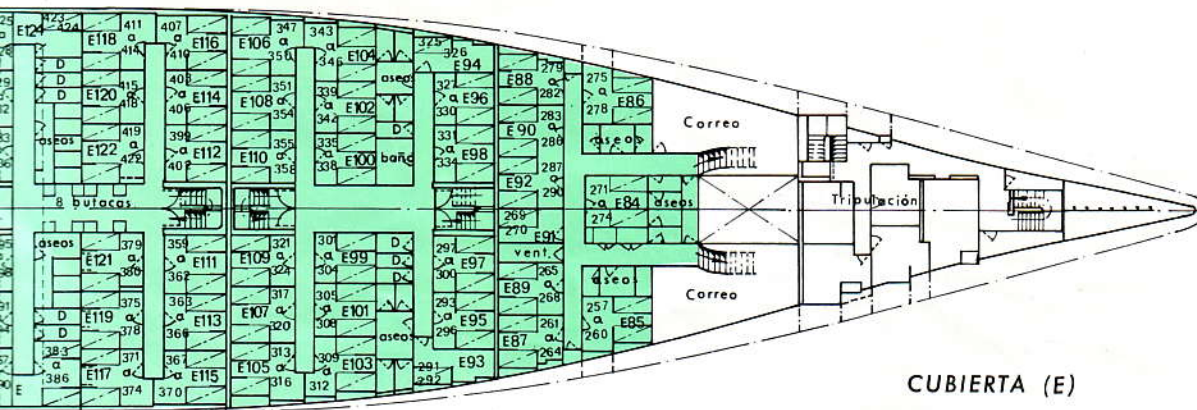 E124
423
424
E118
411
a
414
407
a
410
E116
E106
347
a
350
343
a
346
E104
325
326
E94
E88
279
a
282
275
a
278
E86
Correo
D
D
D
E120
415
a
418
403
a
406
E114
E108
351
a
354
339
a
342
E102
aseos
327
a
330
E96
E90
283
a
286
aseos
aseos
E122
419
a
422
399
a
402
E112
E110
355
a
358
335
a
338
E100
D
baño
331
a
334
E98
E92
287
a
290
271
a
274
E84
aseos
Tripulación
8 butacas
269
270
E91
vent.
aseos
E121
379
a
380
359
a
362
E111
E109
321
a
324
301
a
304
E99
D
D
D
297
a
300
E97
E89
265
a
268
aseos
Correo
D
D
E119
375
a
378
363
a
366
E113
E107
317
a
320
305
a
308
E101
aseos
293
a
296
E95
E87
261
a
264
257
a
260
E85
383
a
386
E117
371
a
374
367
a
370
E115
E105
313
a
316
309
a
312
E103
291
292
E93
E
CUBIERTA (E)